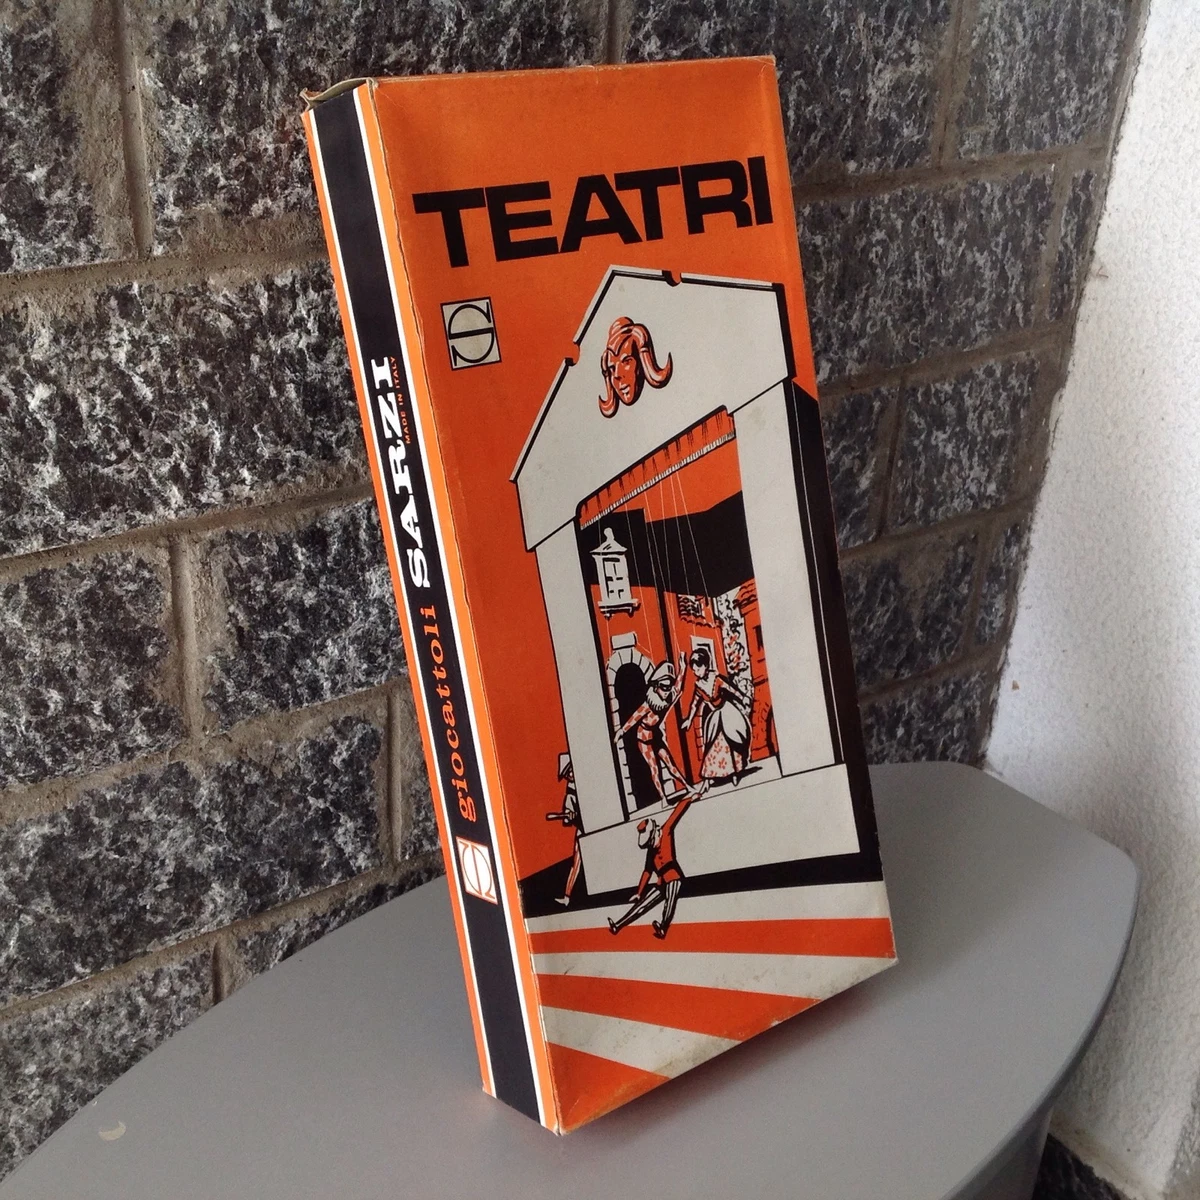 TEATRI
S
giocattoli SARZI
MADE IN ITALY
S